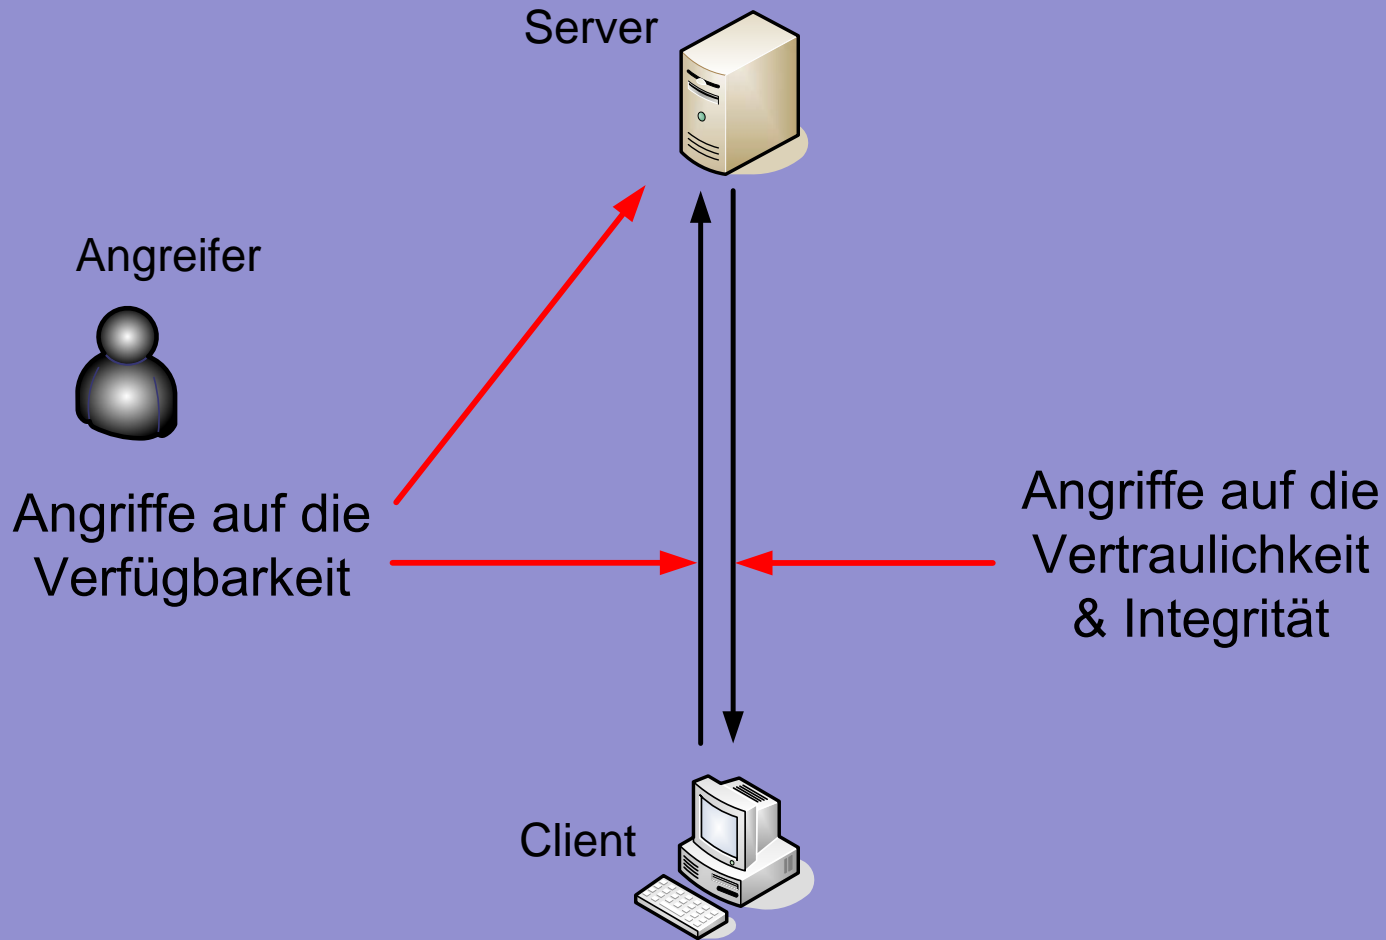 Server
Angreifer
Angriffe auf die
Verfügbarkeit
Angriffe auf die
Vertraulichkeit
& Integrität
Client